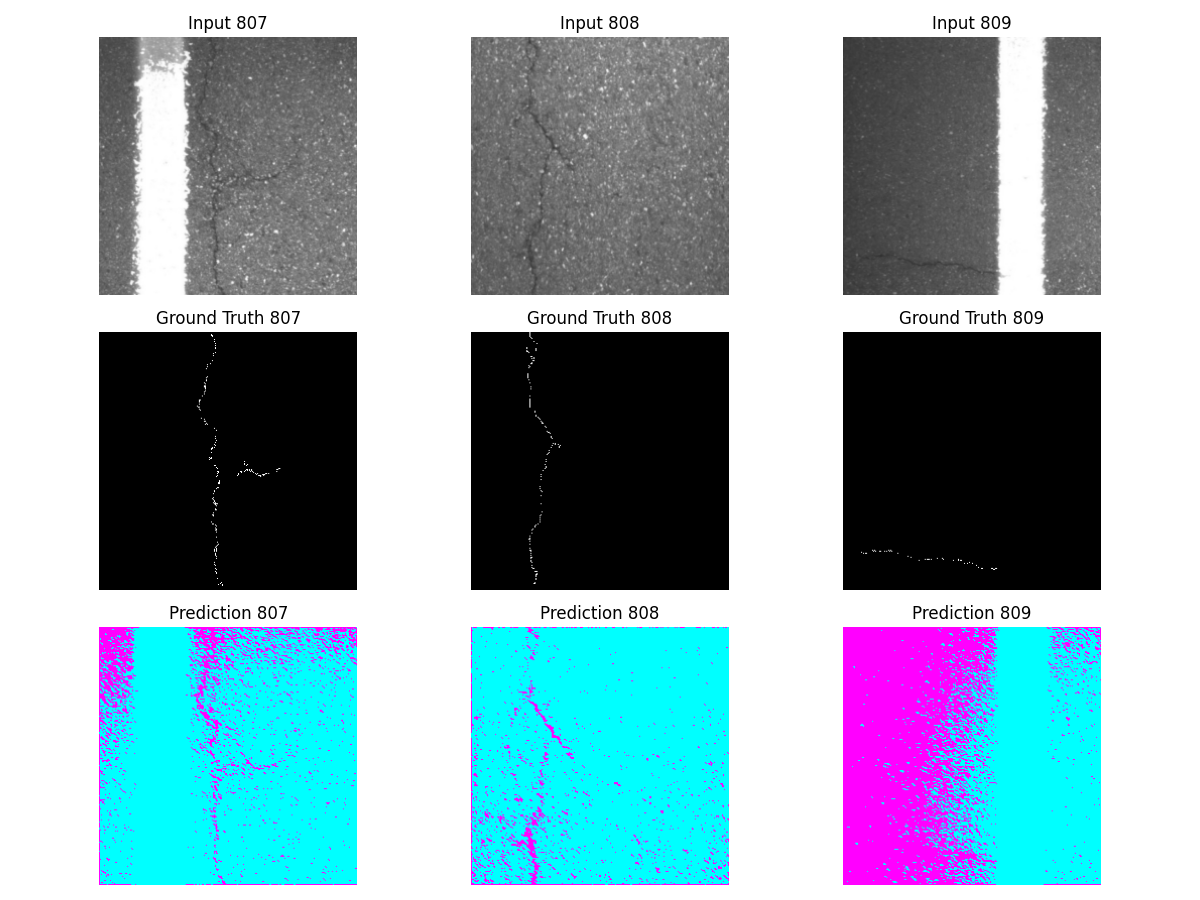 Input 807
Input 808
Input 809
Ground Truth 807
Ground Truth 808
Ground Truth 809
Prediction 807
Prediction 808
Prediction 809